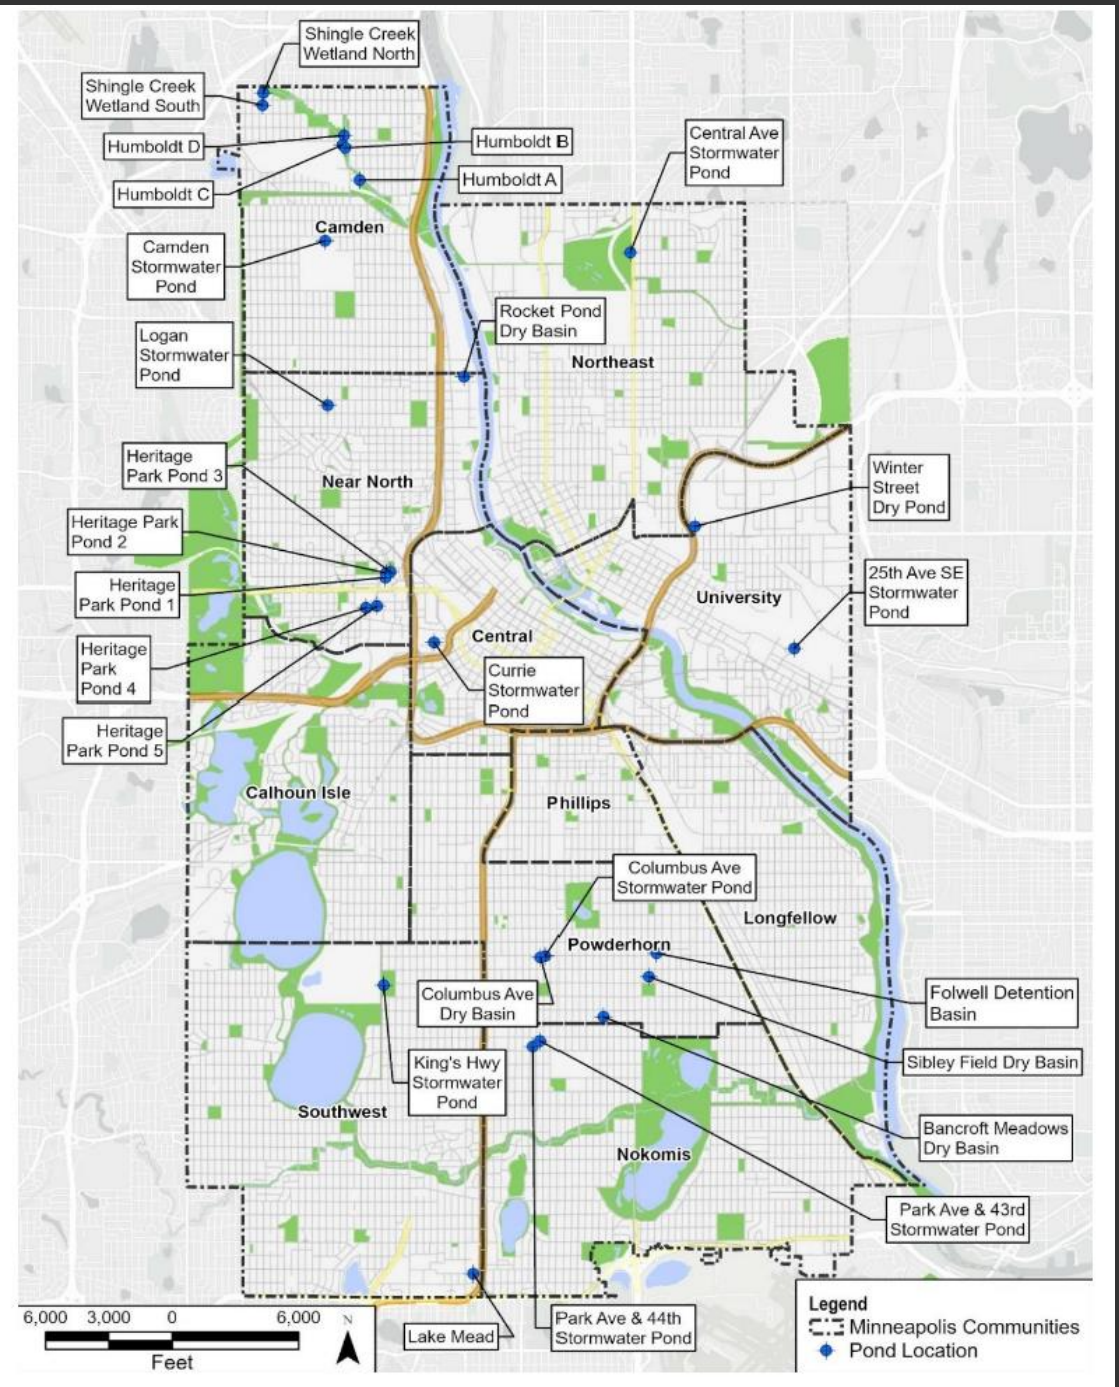 Shingle Creek
Wetland North
Shingle Creek
Wetland South
Humboldt D
Humboldt B
Humboldt C
Humboldt A
Central Ave
Stormwater
Pond
Camden
Camden
Stormwater
Pond
Rocket Pond
Dry Basin
Logan
Stormwater
Pond
Northeast
Heritage
Park Pond 3
Near North
Winter
Street
Dry Pond
Heritage Park
Pond 2
Heritage
Park Pond 1
25th Ave SE
Stormwater
Pond
University
Central
Heritage
Park
Pond 4
Currie
Stormwater
Pond
Heritage
Park Pond 5
Calhoun Isle
Phillips
Columbus Ave
Stormwater Pond
Longfellow
Powderhorn
Columbus Ave
Dry Basin
Folwell Detention
Basin
Sibley Field Dry Basin
King's Hwy
Stormwater
Pond
Southwest
Bancroft Meadows
Dry Basin
Nokomis
Park Ave & 43rd
Stormwater Pond
Lake Mead
Park Ave & 44th
Stormwater Pond
6,000 3,000 0 6,000
Feet
N
Legend
Minneapolis Communities
Pond Location